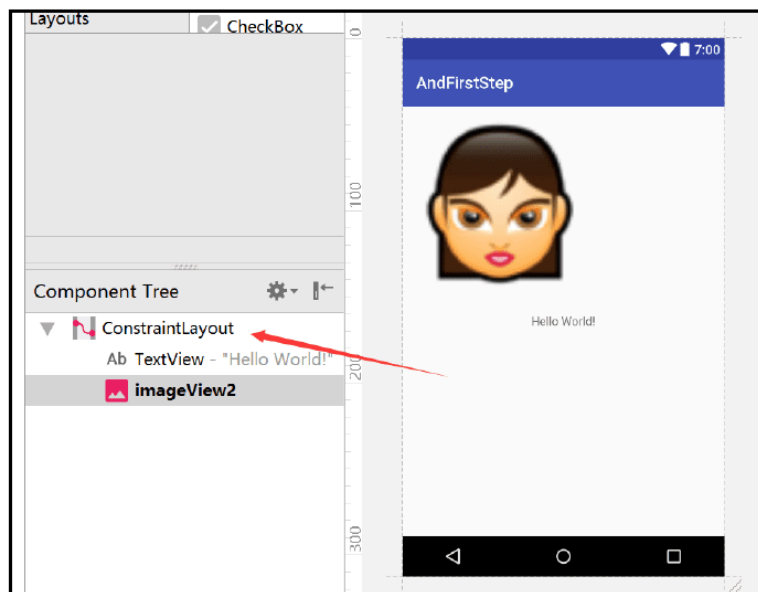 Layouts
CheckBox
0
7:00
AndFirstStep
100
Component Tree
Hello World!
ConstraintLayout
Ab TextView - "Hello World!"
200
imageView2
300